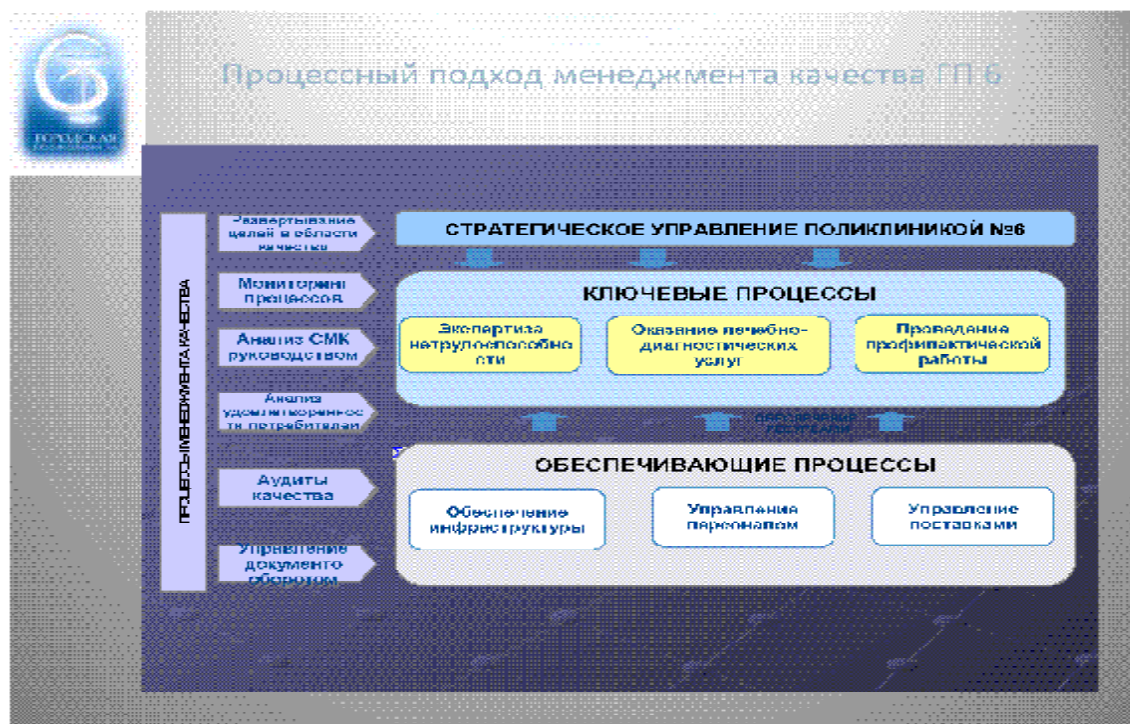 Процессный подход менеджмента качества ГП 6
ГОРОДСКАЯ
ПРОЦЕССЫ МЕНЕДЖМЕНТА КАЧЕСТВА
Развертывание
целей в области
качества
Мониторинг
процессов
Анализ СМК
руководством
Анализ
удовлетвореннос
ти потребителей
Аудиты
качества
Управление
документо
оборотом
СТРАТЕГИЧЕСКОЕ УПРАВЛЕНИЕ ПОЛИКЛИНИКОЙ №6
КЛЮЧЕВЫЕ ПРОЦЕССЫ
Экспертиза
нетрудоспособно
сти
Оказание лечебно-
диагностических
услуг
Проведение
профилактической
работы
ОБЕСПЕЧИВАЮЩИЕ ПРОЦЕССЫ
Обеспечение
инфраструктуры
Управление
персоналом
Управление
поставками